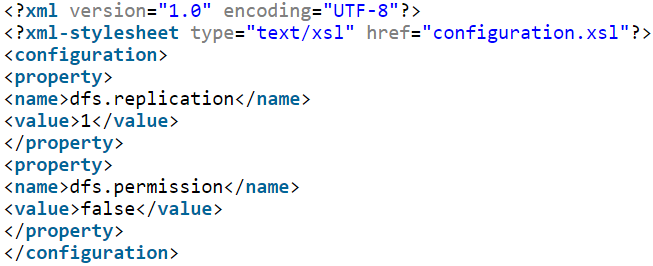 <?xml version="1.0" encoding="UTF-8"?>
<?xml-stylesheet type="text/xsl" href="configuration.xsl"?>
<configuration>
<property>
<name>dfs.replication</name>
<value>1</value>
</property>
<property>
<name>dfs.permission</name>
<value>false</value>
</property>
</configuration>